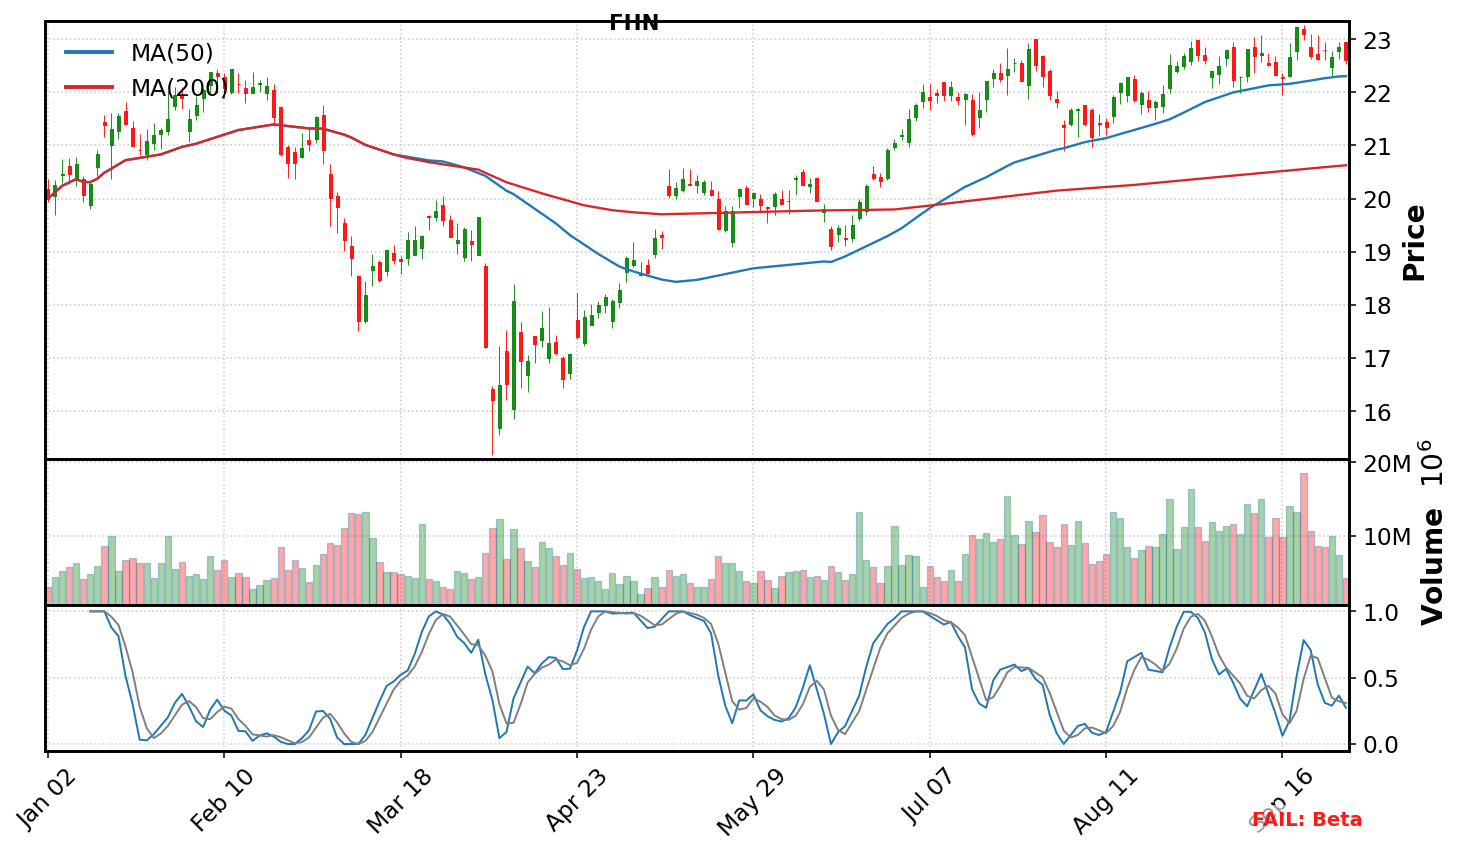 FHN
MA(50)
MA(200)
23
22
21
20
19
18
17
16
Price
20M
10M
Volume 10^6
1.0
0.5
0.0
Jan 02
Feb 10
Mar 18
Apr 23
May 29
Jul 07
Aug 11
Sep 16
FAIL: Beta